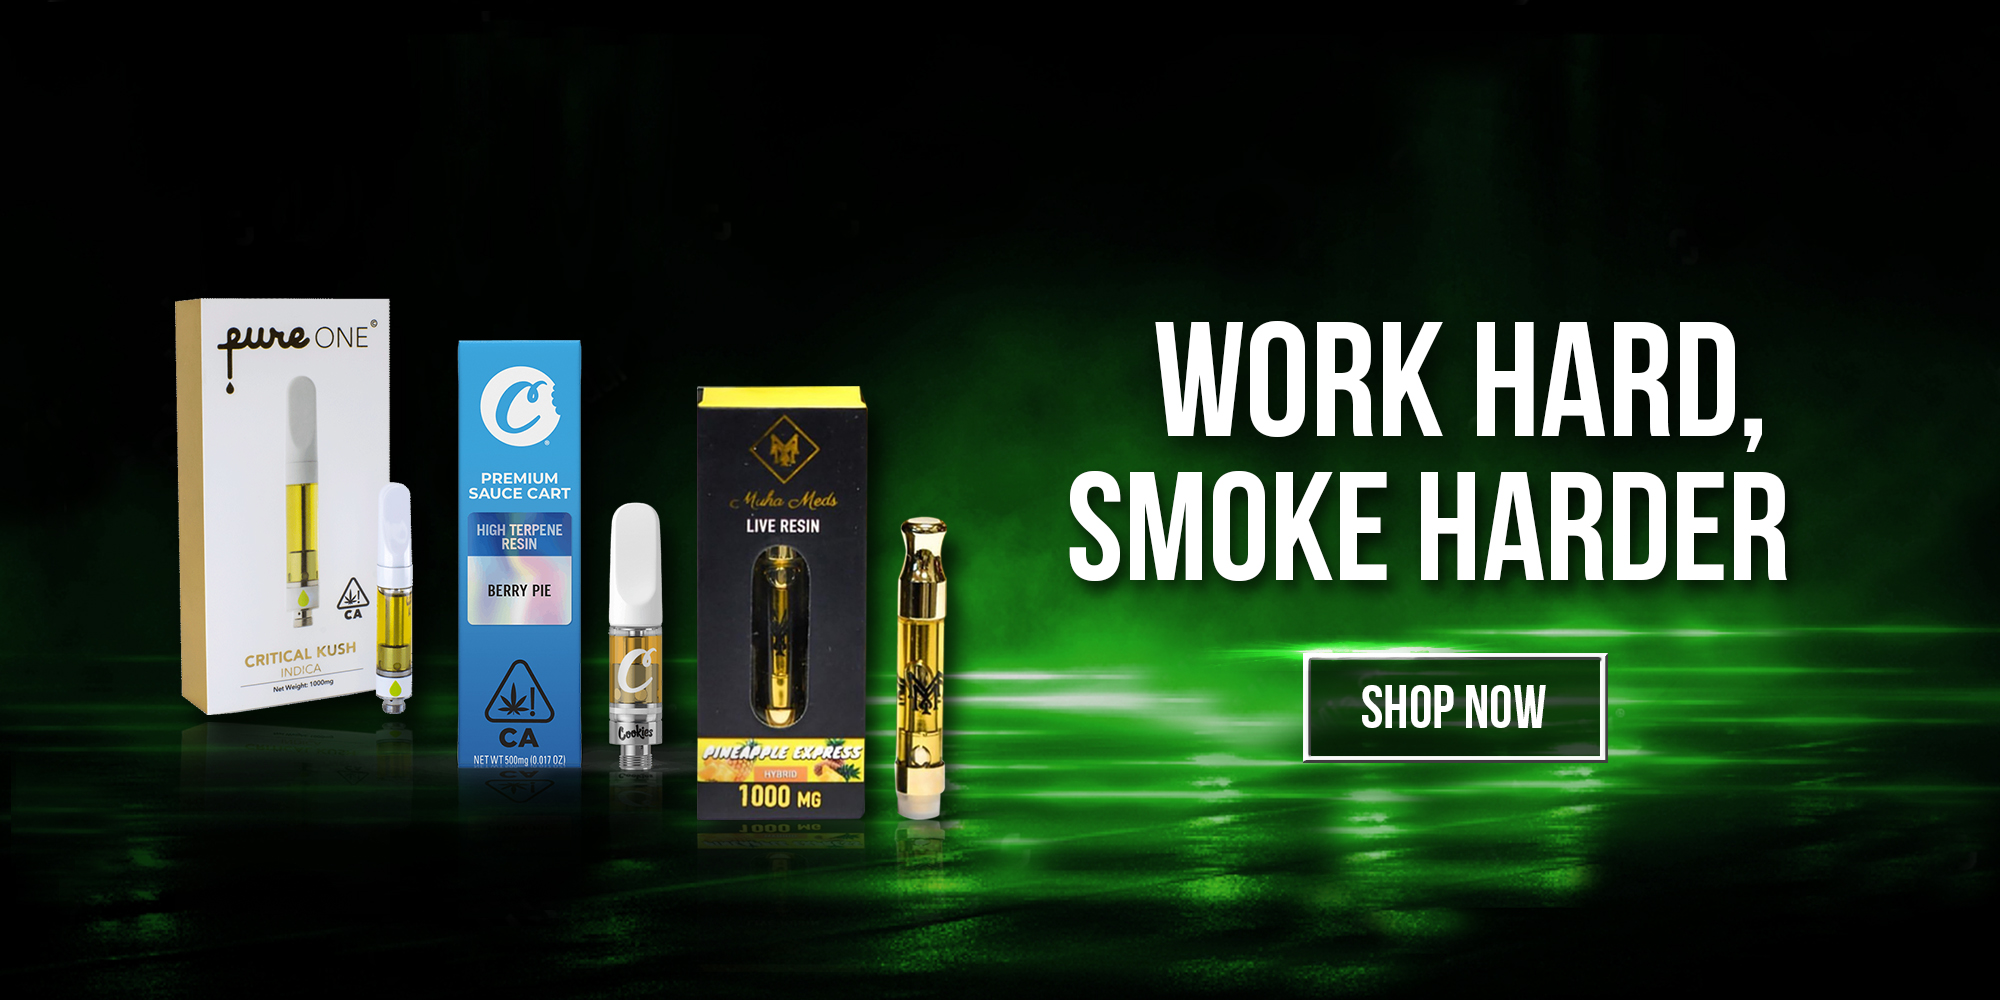 pure ONE©
CA
CRITICAL KUSH
INDICA
Net Weight: 1000mg
C
PREMIUM
SAUCE CART
HIGH TERPENE
RESIN
BERRY PIE
CA
NET WT 500mg (0.017 OZ)
C
Cookies
Muha Meds
LIVE RESIN
PINEAPPLE EXPRESS
HYBRID
1000 MG
WORK HARD,
SMOKE HARDER
SHOP NOW